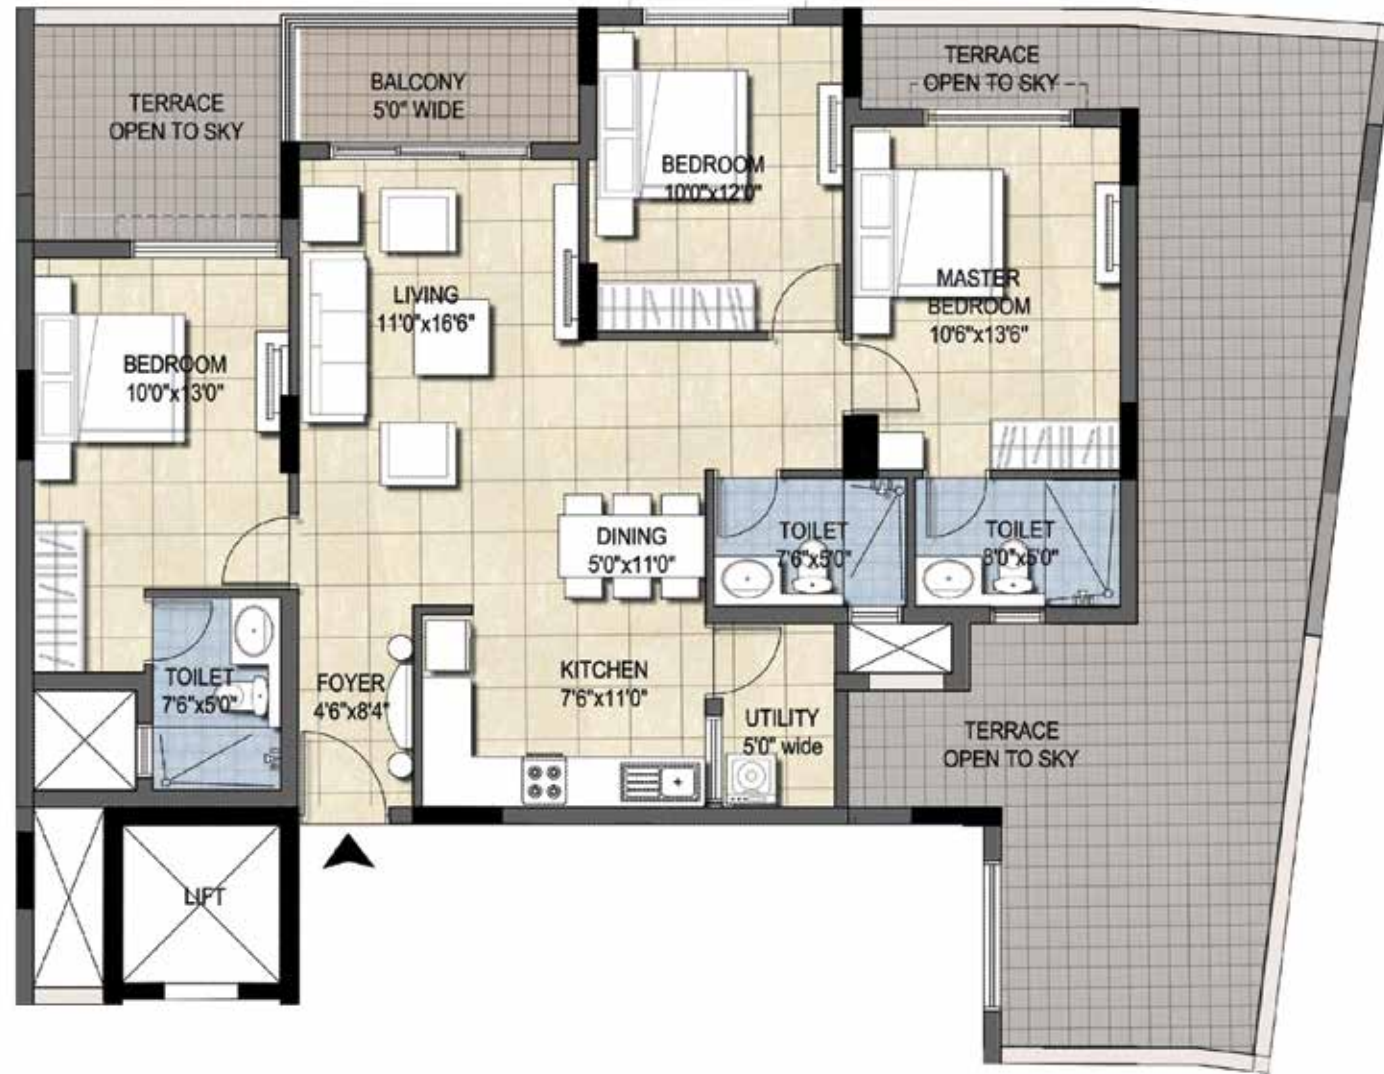 TERRACE
OPEN TO SKY
BALCONY
5'0" WIDE
TERRACE
OPEN TO SKY
BEDROOM
10'0"x12'0"
LIVING
11'0"x16'6"
MASTER
BEDROOM
10'6"x13'6"
BEDROOM
10'0"x13'0"
DINING
5'0"x11'0"
TOILET
7'6"x5'0"
TOILET
8'0"x5'0"
TOILET
7'6"x5'0"
FOYER
4'6"x8'4"
KITCHEN
7'6"x11'0"
UTILITY
5'0" wide
TERRACE
OPEN TO SKY
LIFT